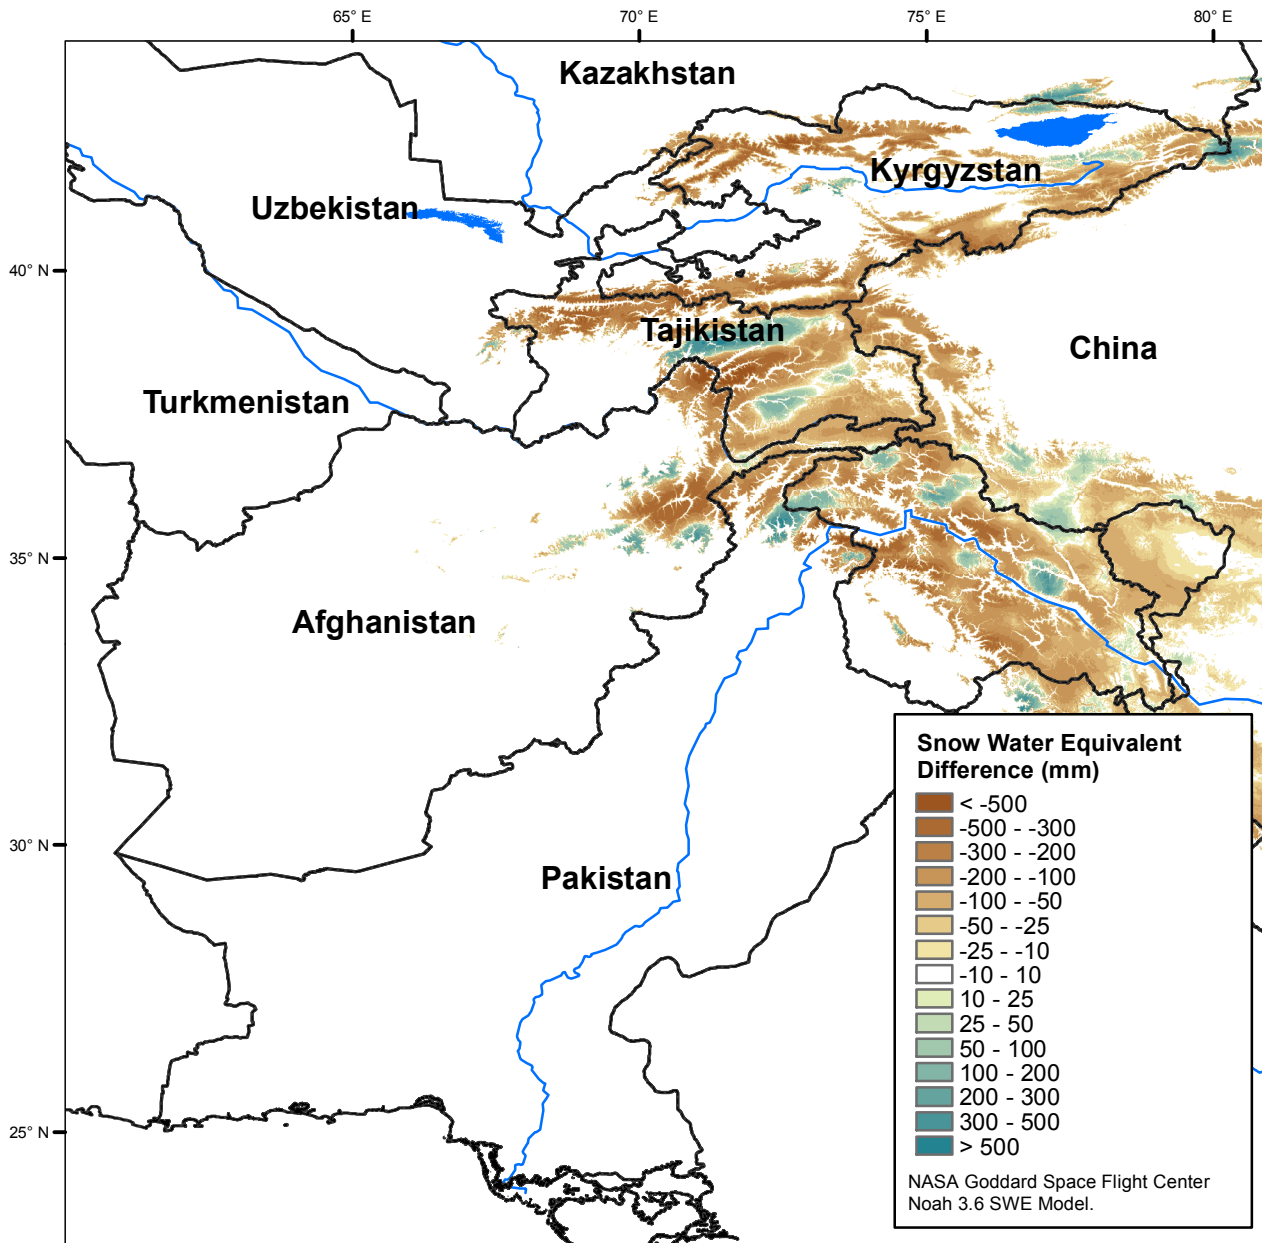 65° E
70° E
75° E
80° E
Kazakhstan
Kyrgyzstan
Uzbekistan
40° N
Tajikistan
China
Turkmenistan
35° N
Afghanistan
30° N
Pakistan
25° N
Snow Water Equivalent
Difference (mm)
< -500
-500 - -300
-300 - -200
-200 - -100
-100 - -50
-50 - -25
-25 - -10
-10 - 10
10 - 25
25 - 50
50 - 100
100 - 200
200 - 300
300 - 500
> 500
NASA Goddard Space Flight Center
Noah 3.6 SWE Model.